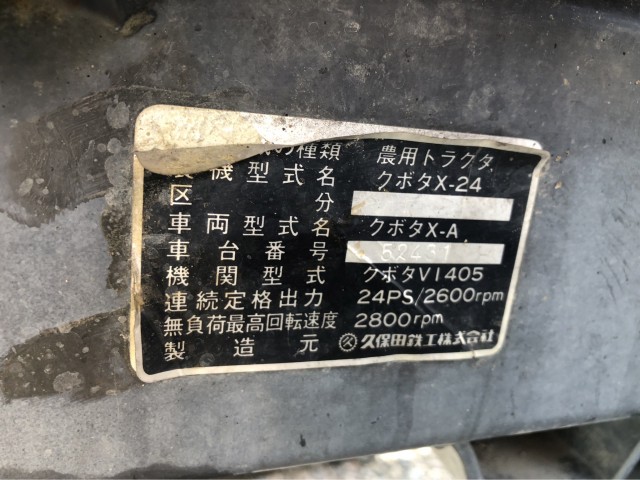 の種類 農用トラクタ
機型式名 クボタX-24
区分
車両型式名 クボタX-A
車台番号 52431
機関型式 クボタV1405
連続定格出力 24PS/2600rpm
無負荷最高回転速度 2800rpm
製造元 久保田鉄工株式会社